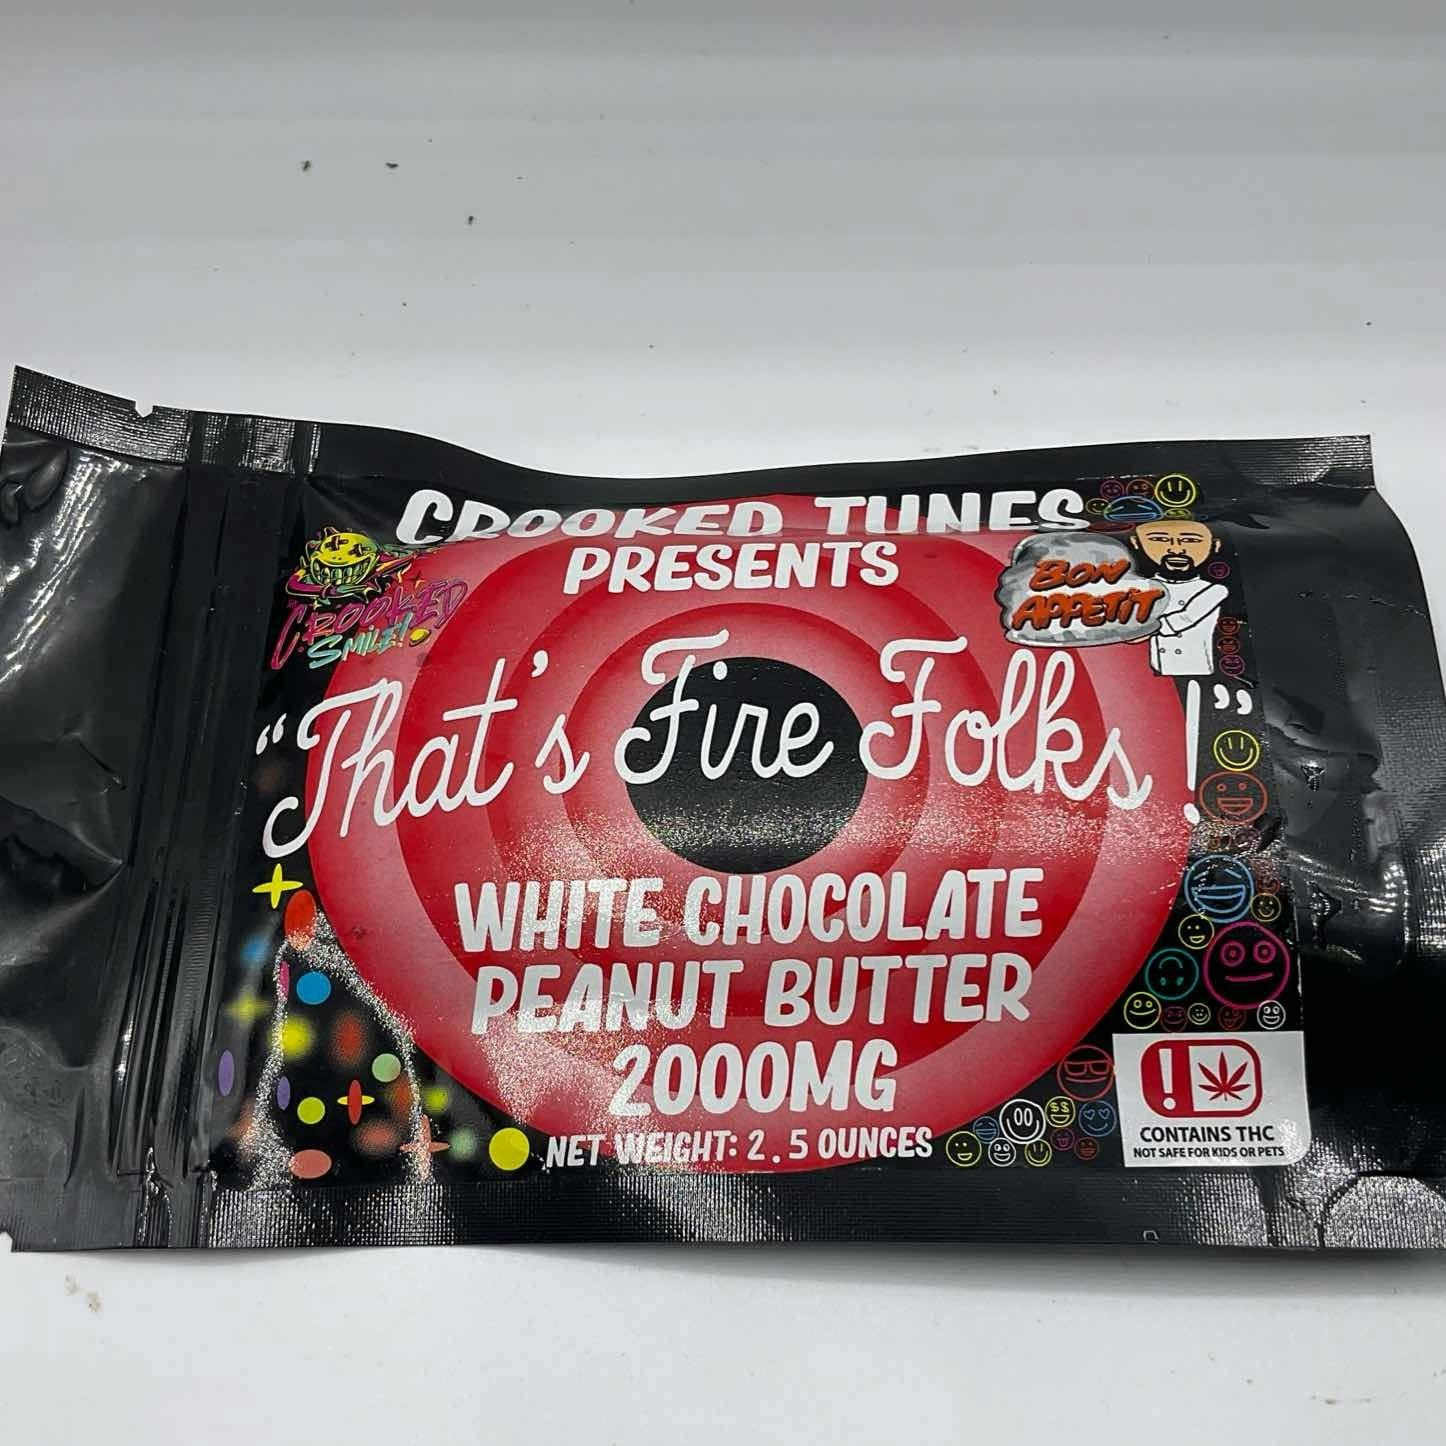 CROOKED TUNES
PRESENTS
CROOKED
SMILE!
BON
APPETIT
“That's Fire Folks!”
WHITE CHOCOLATE
PEANUT BUTTER
2000MG
NET WEIGHT: 2.5 OUNCES
!
CONTAINS THC
NOT SAFE FOR KIDS OR PETS